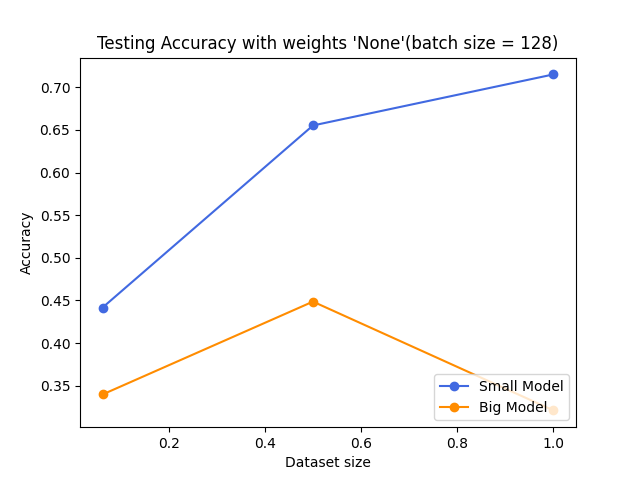 Testing Accuracy with weights 'None'(batch size = 128)
0.70
0.65
0.60
0.55
0.50
0.45
0.40
0.35
Accuracy
Small Model
Big Model
0.2 0.4 0.6 0.8 1.0
Dataset size